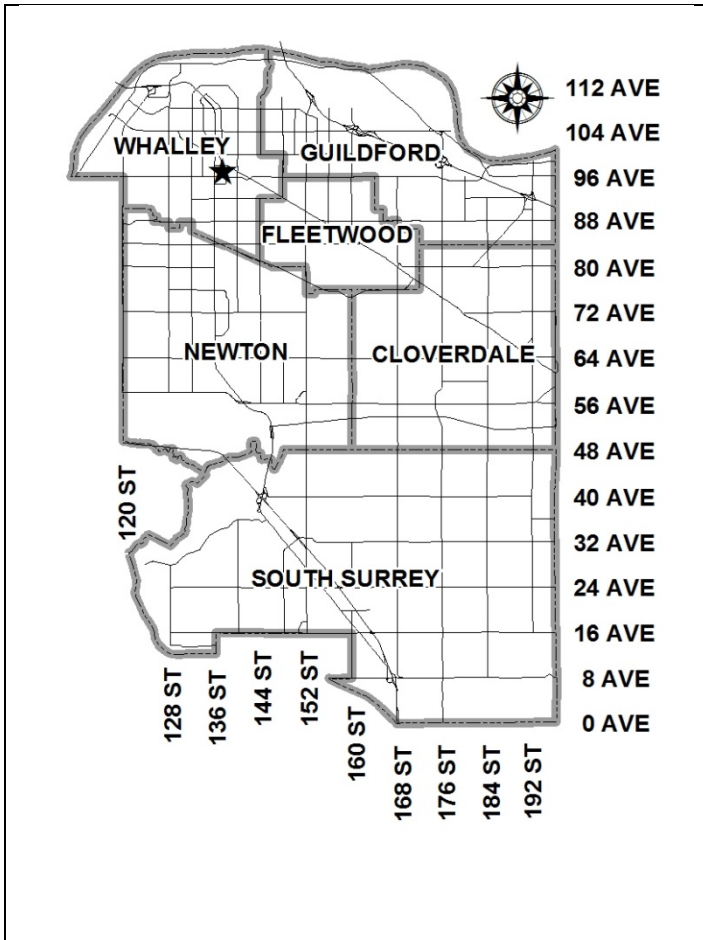 112 AVE
104 AVE
WHALLEY
GUILDFORD
96 AVE
88 AVE
FLEETWOOD
80 AVE
72 AVE
NEWTON
CLOVERDALE
64 AVE
56 AVE
48 AVE
120 ST
40 AVE
32 AVE
SOUTH SURREY
24 AVE
16 AVE
128 ST
136 ST
144 ST
152 ST
160 ST
8 AVE
0 AVE
168 ST
176 ST
184 ST
192 ST